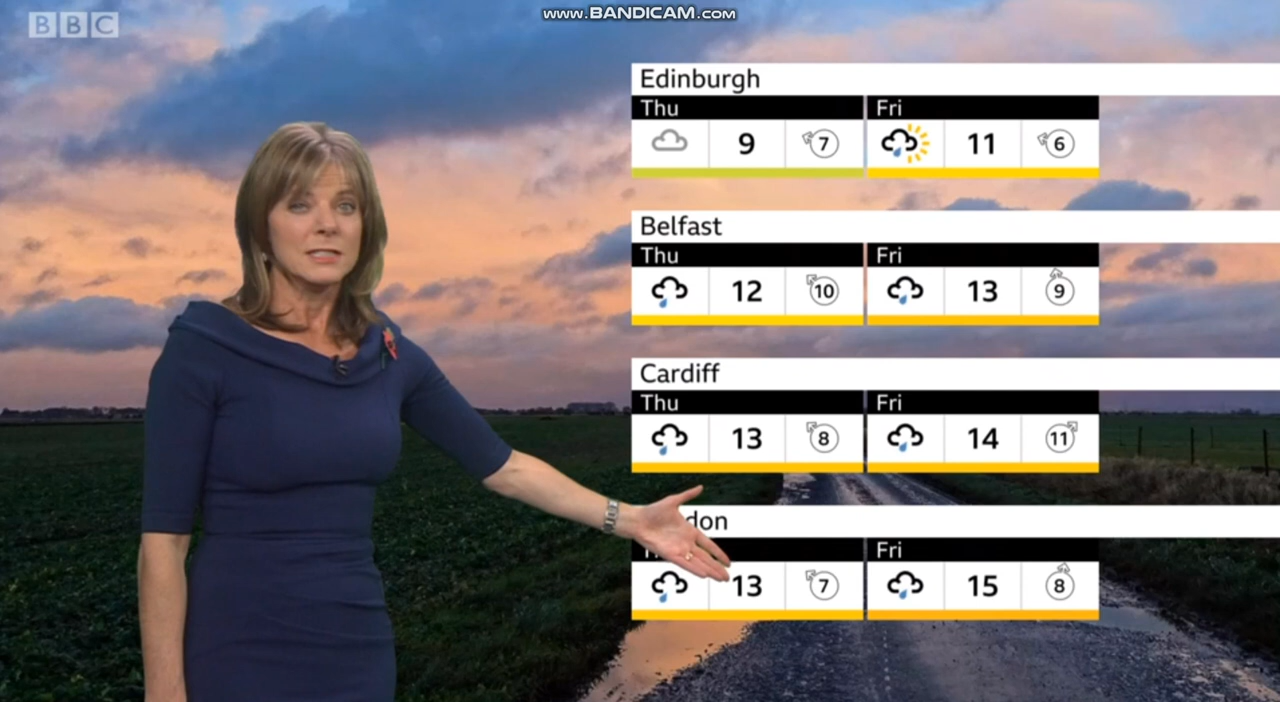 BBC
www.BANDICAM.com
Edinburgh
Thu Fri
9 7 11 6
Belfast
Thu Fri
12 10 13 9
Cardiff
Thu Fri
13 8 14 11
don
Fri
13 7 15 8